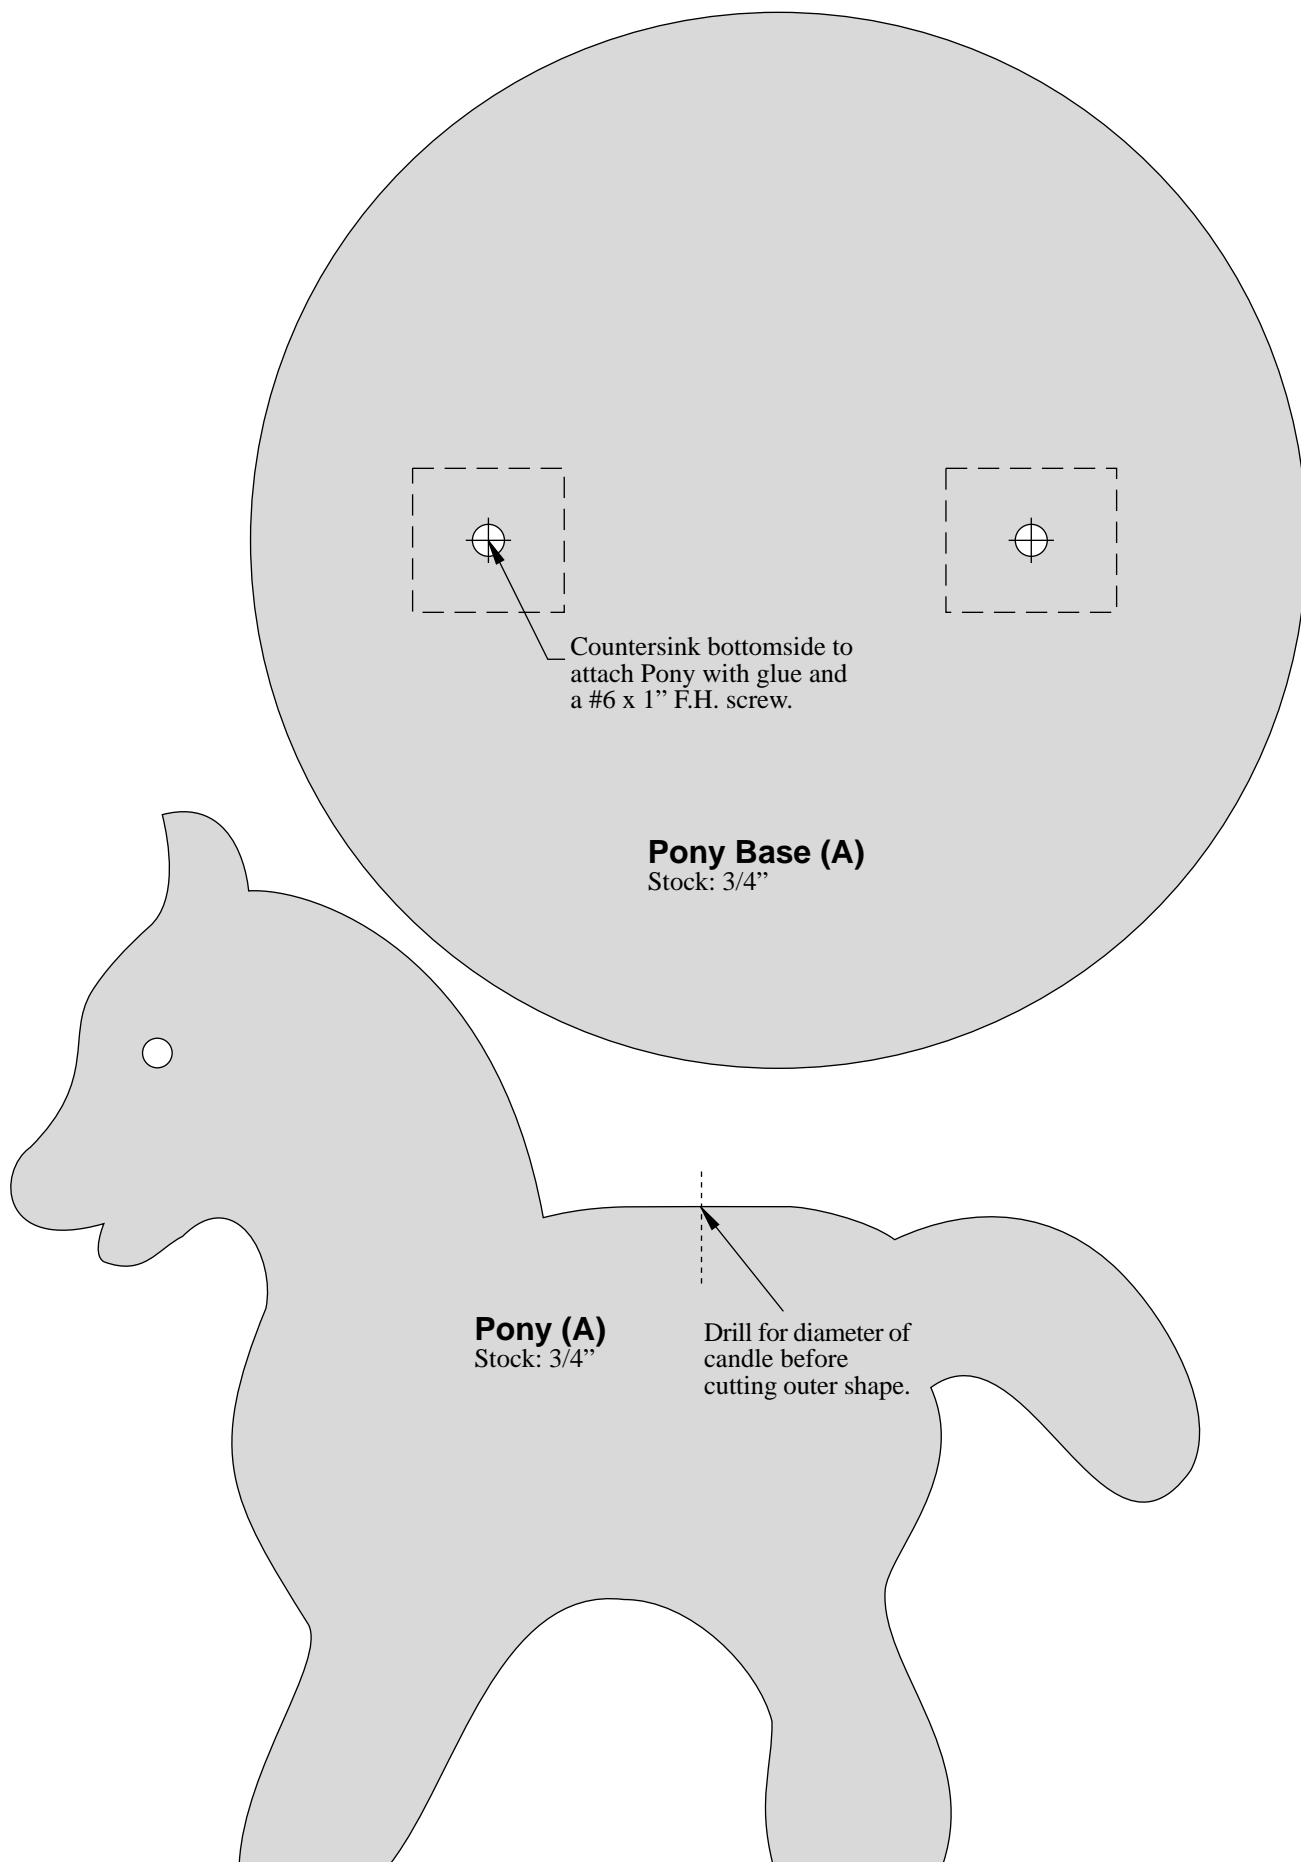 Countersink bottomside to
attach Pony with glue and
a #6 x 1” F.H. screw.
Pony Base (A)
Stock: 3/4”
Pony (A)
Stock: 3/4”
Drill for diameter of
candle before
cutting outer shape.